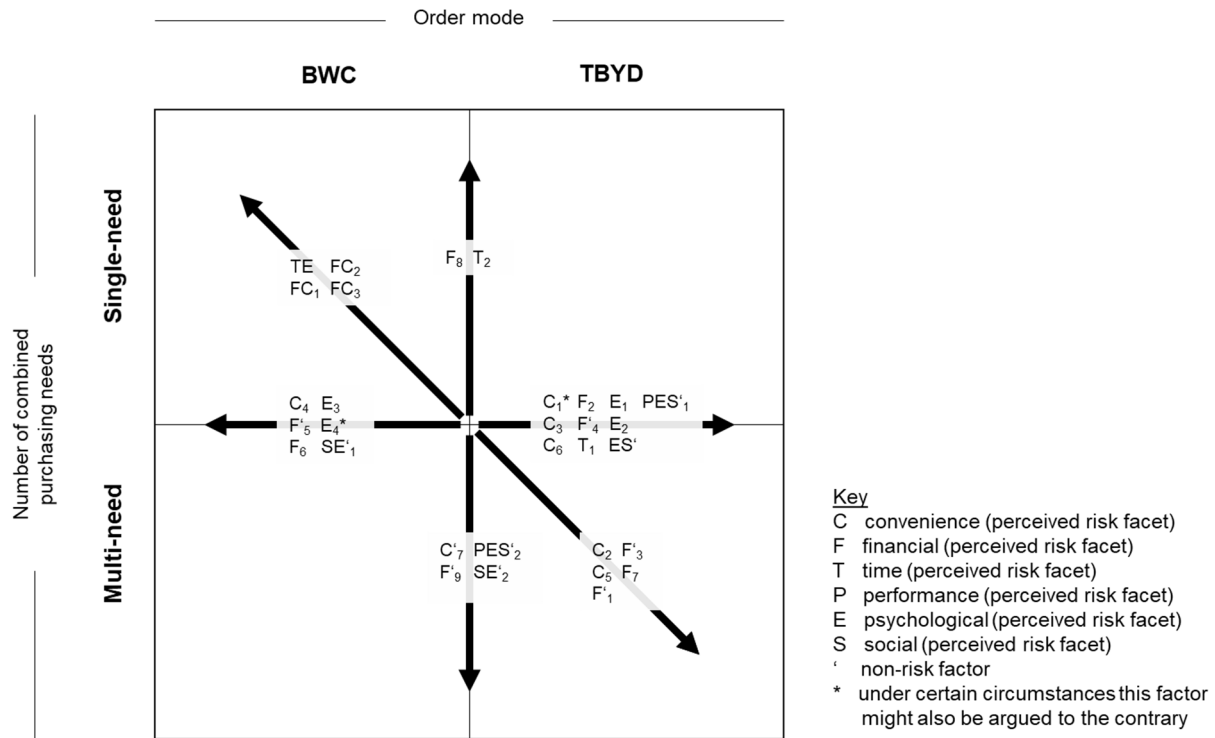 Order mode
BWC TBYD
Number of combined
purchasing needs
Single-need
Multi-need
F₈ T₂
TE FC₂
FC₁ FC₃
C₄ E₃
F‘₅ E₄*
F₆ SE‘₁
C₁* F₂ E₁ PES‘₁
C₃ F‘₄ E₂
C₆ T₁ ES‘
C‘₇ PES‘₂
F‘₉ SE‘₂
C₂ F‘₃
C₅ F₇
F‘₁
Key
C convenience (perceived risk facet)
F financial (perceived risk facet)
T time (perceived risk facet)
P performance (perceived risk facet)
E psychological (perceived risk facet)
S social (perceived risk facet)
‘ non-risk factor
* under certain circumstances this factor
might also be argued to the contrary